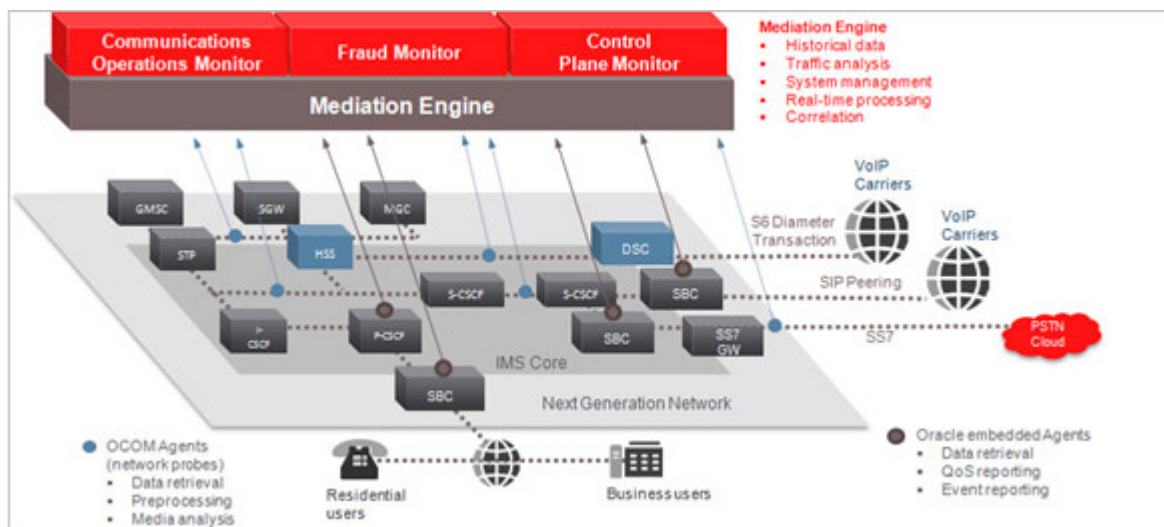 Communications
Operations Monitor
Fraud Monitor
Control
Plane Monitor
Mediation Engine
Mediation Engine
▪ Historical data
▪ Traffic analysis
▪ System management
▪ Real-time processing
▪ Correlation
VoIP
Carriers
VoIP
Carriers
GMSC
SGW
MGC
S6 Diameter
Transaction
STP
HSS
DSC
SIP Peering
S-CSCF
S-CSCF
SBC
I-
CSCF
P-CSCF
SBC
SS7
GW
SS7
PSTN
Cloud
IMS Core
SBC
Next Generation Network
OCOM Agents
(network probes)
• Data retrieval
• Preprocessing
• Media analysis
Residential
users
Business users
Oracle embedded Agents
• Data retrieval
• QoS reporting
• Event reporting